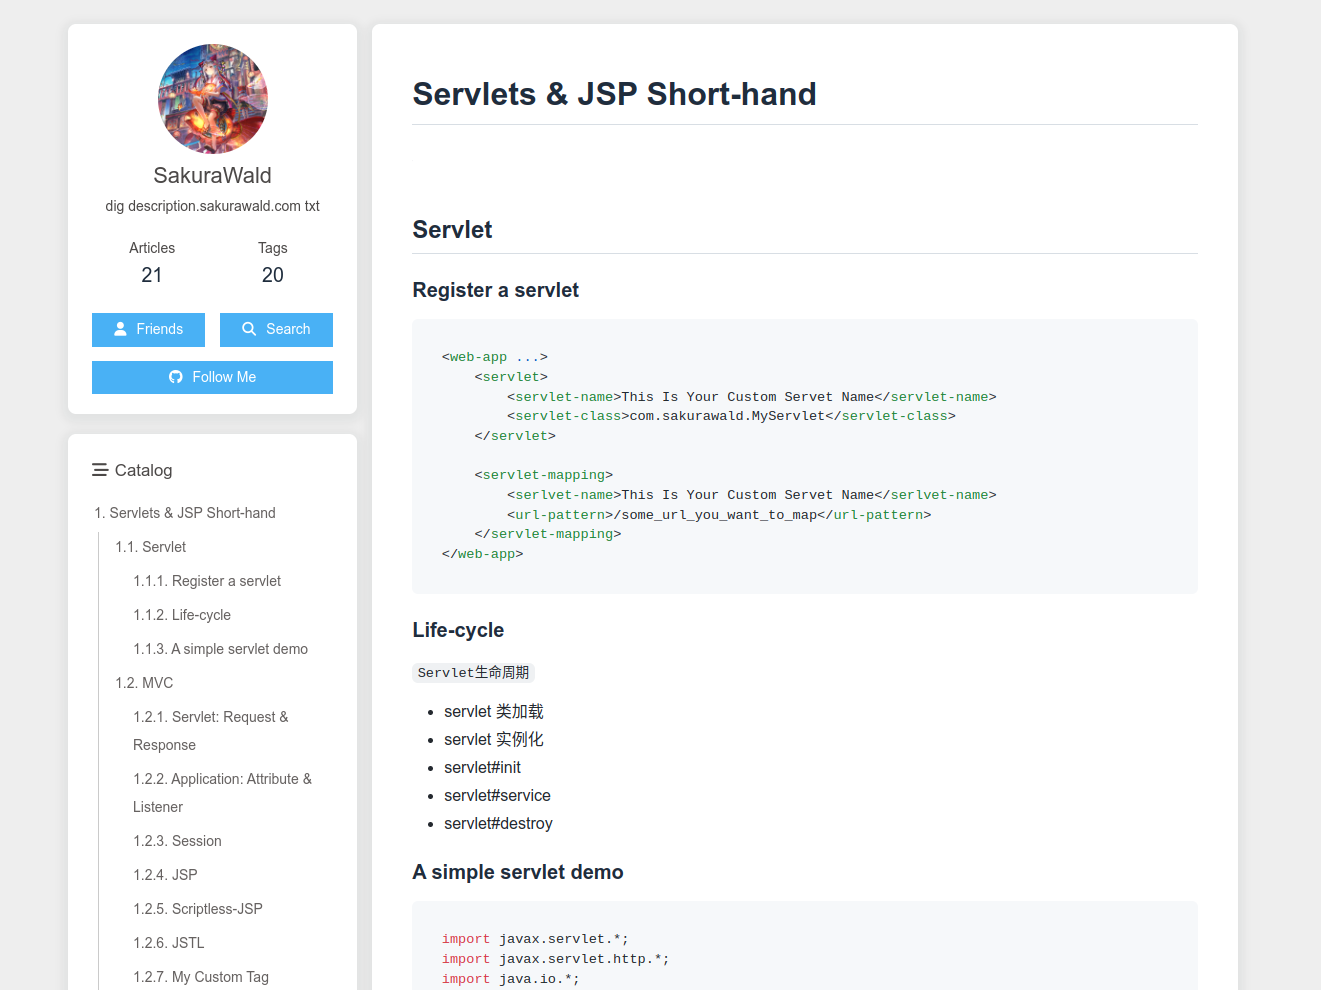 SakuraWald
dig description.sakurawald.com txt
Articles
21
Tags
20
Friends
Search
Follow Me
Catalog
1. Servlets & JSP Short-hand
1.1. Servlet
1.1.1. Register a servlet
1.1.2. Life-cycle
1.1.3. A simple servlet demo
1.2. MVC
1.2.1. Servlet: Request &
Response
1.2.2. Application: Attribute &
Listener
1.2.3. Session
1.2.4. JSP
1.2.5. Scriptless-JSP
1.2.6. JSTL
1.2.7. My Custom Tag
Servlets & JSP Short-hand
Servlet
Register a servlet
<web-app ...>
    <servlet>
        <servlet-name>This Is Your Custom Servet Name</servlet-name>
        <servlet-class>com.sakurawald.MyServlet</servlet-class>
    </servlet>
    <servlet-mapping>
        <serlvet-name>This Is Your Custom Servet Name</serlvet-name>
        <url-pattern>/some_url_you_want_to_map</url-pattern>
    </servlet-mapping>
</web-app>
Life-cycle
Servlet生命周期
• servlet 类加载
• servlet 实例化
• servlet#init
• servlet#service
• servlet#destroy
A simple servlet demo
import javax.servlet.*;
import javax.servlet.http.*;
import java.io.*;